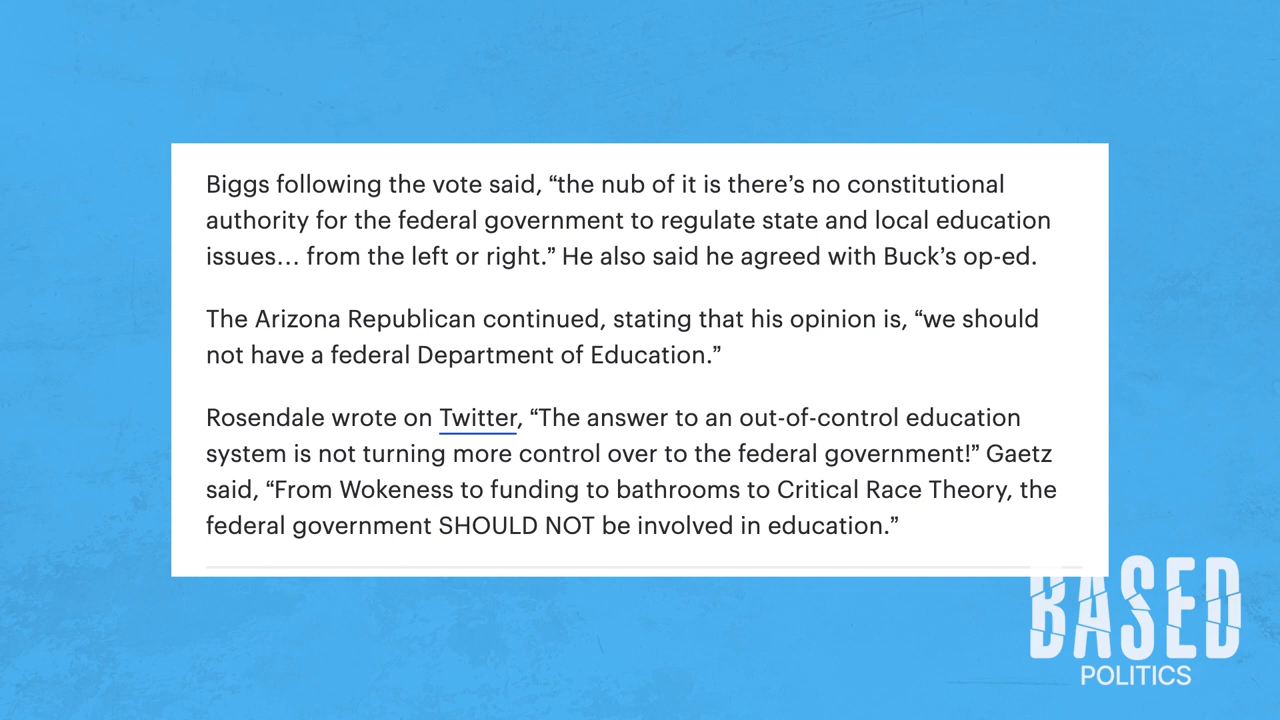 Biggs following the vote said, “the nub of it is there’s no constitutional
authority for the federal government to regulate state and local education
issues… from the left or right.” He also said he agreed with Buck’s op-ed.
The Arizona Republican continued, stating that his opinion is, “we should
not have a federal Department of Education.”
Rosendale wrote on Twitter, “The answer to an out-of-control education
system is not turning more control over to the federal government!” Gaetz
said, “From Wokeness to funding to bathrooms to Critical Race Theory, the
federal government SHOULD NOT be involved in education.”
BASED
POLITICS